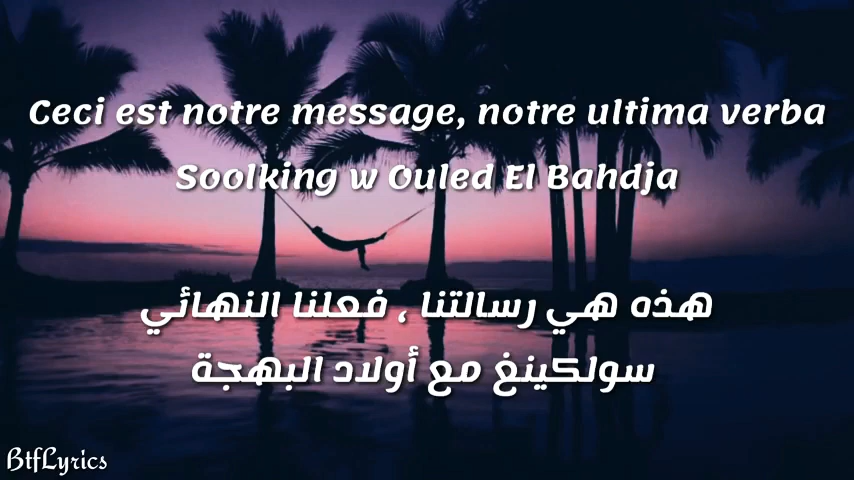 Ceci est notre message, notre ultima verba
Soolking w Ouled El Bahdja
هذه هي رسالتنا ، فعلنا النهائي
سولكينغ مع أولاد البهجة
BtfLyrics